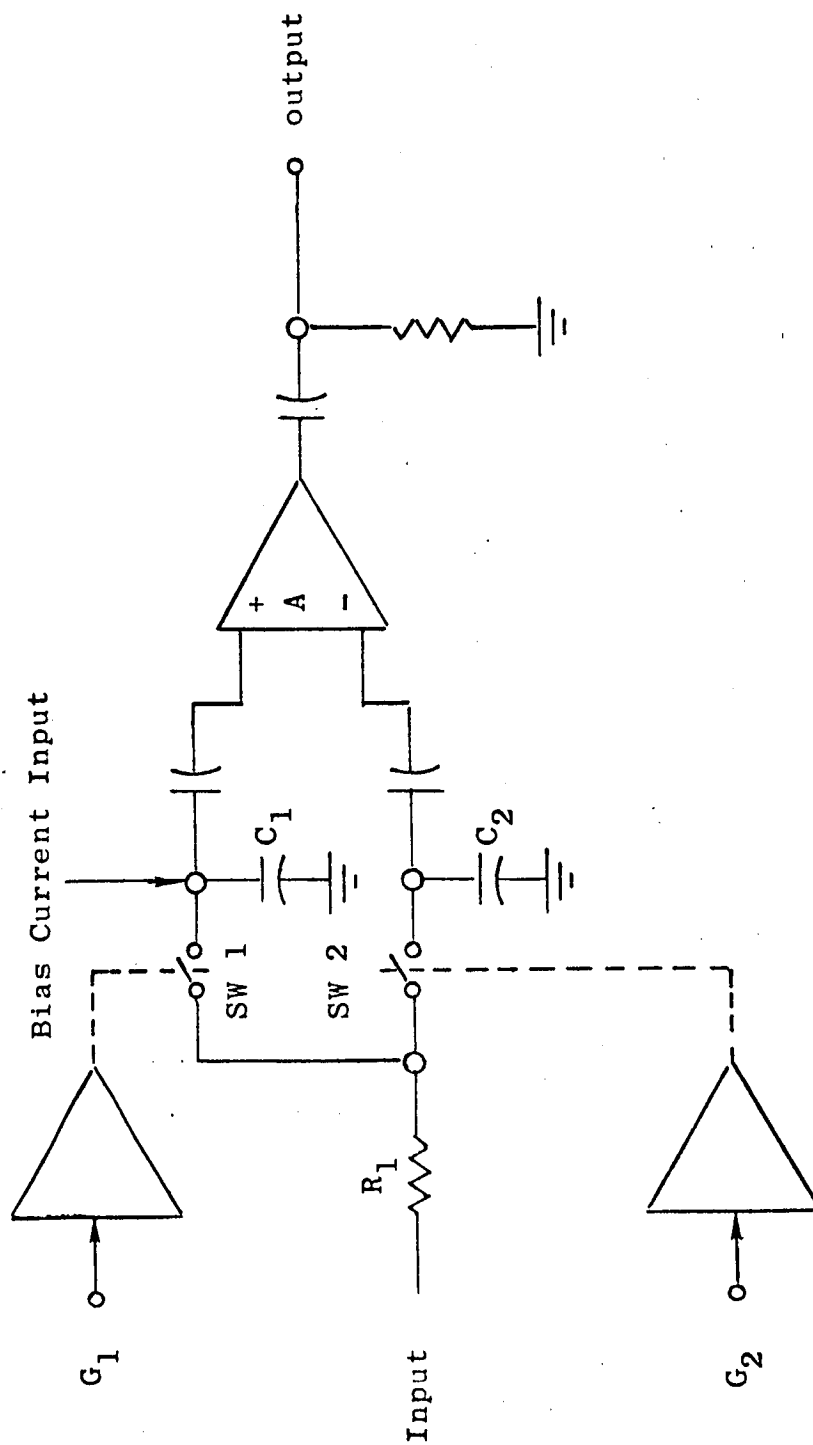 G1
Bias Current Input
SW 1
C1
+
A
-
output
Input
R1
SW 2
C2
G2